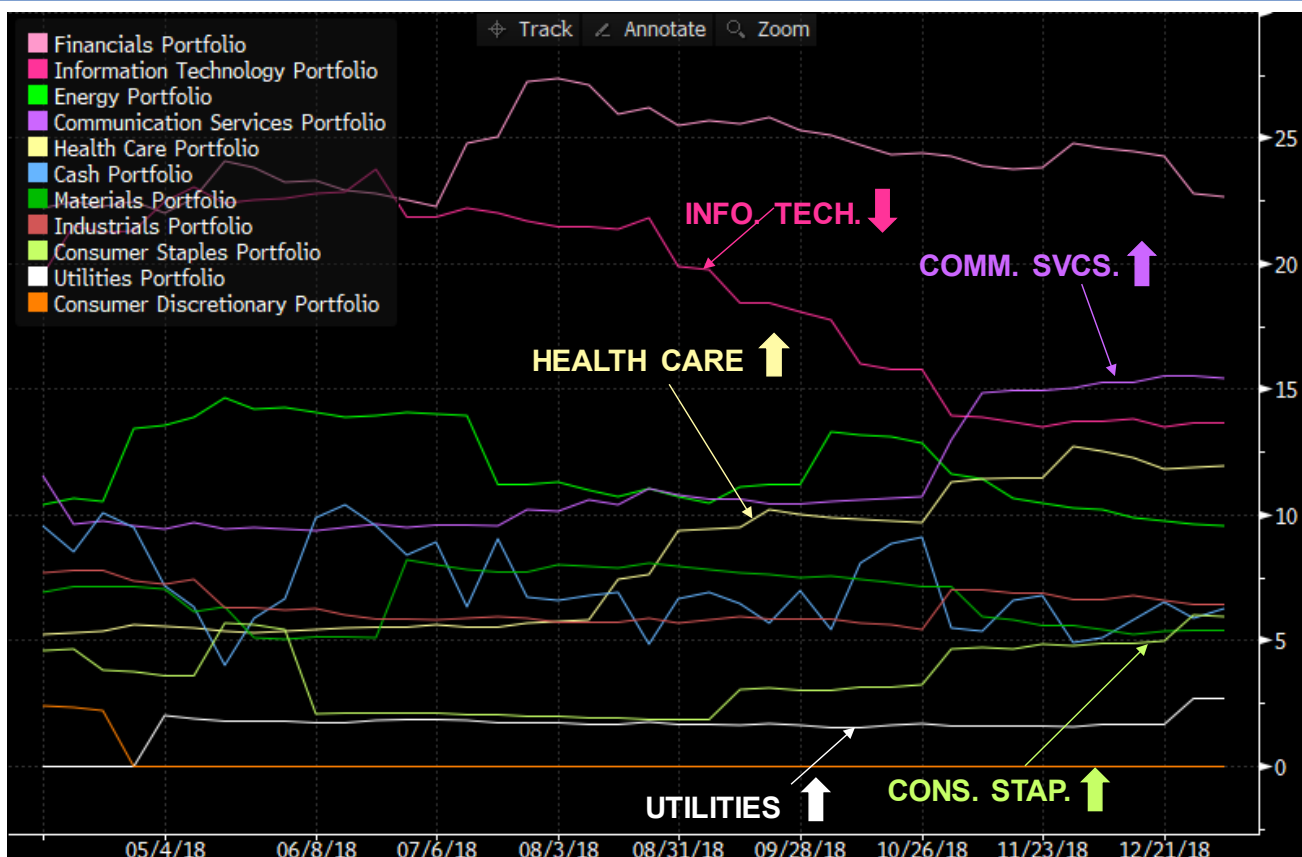 Track Annotate Zoom
Financials Portfolio
Information Technology Portfolio
Energy Portfolio
Communication Services Portfolio
Health Care Portfolio
Cash Portfolio
Materials Portfolio
Industrials Portfolio
Consumer Staples Portfolio
Utilities Portfolio
Consumer Discretionary Portfolio
25
INFO. TECH.
20
COMM. SVCS.
HEALTH CARE
15
10
5
0
CONS. STAP.
UTILITIES
05/4/18 06/8/18 07/6/18 08/3/18 08/31/18 09/28/18 10/26/18 11/23/18 12/21/18